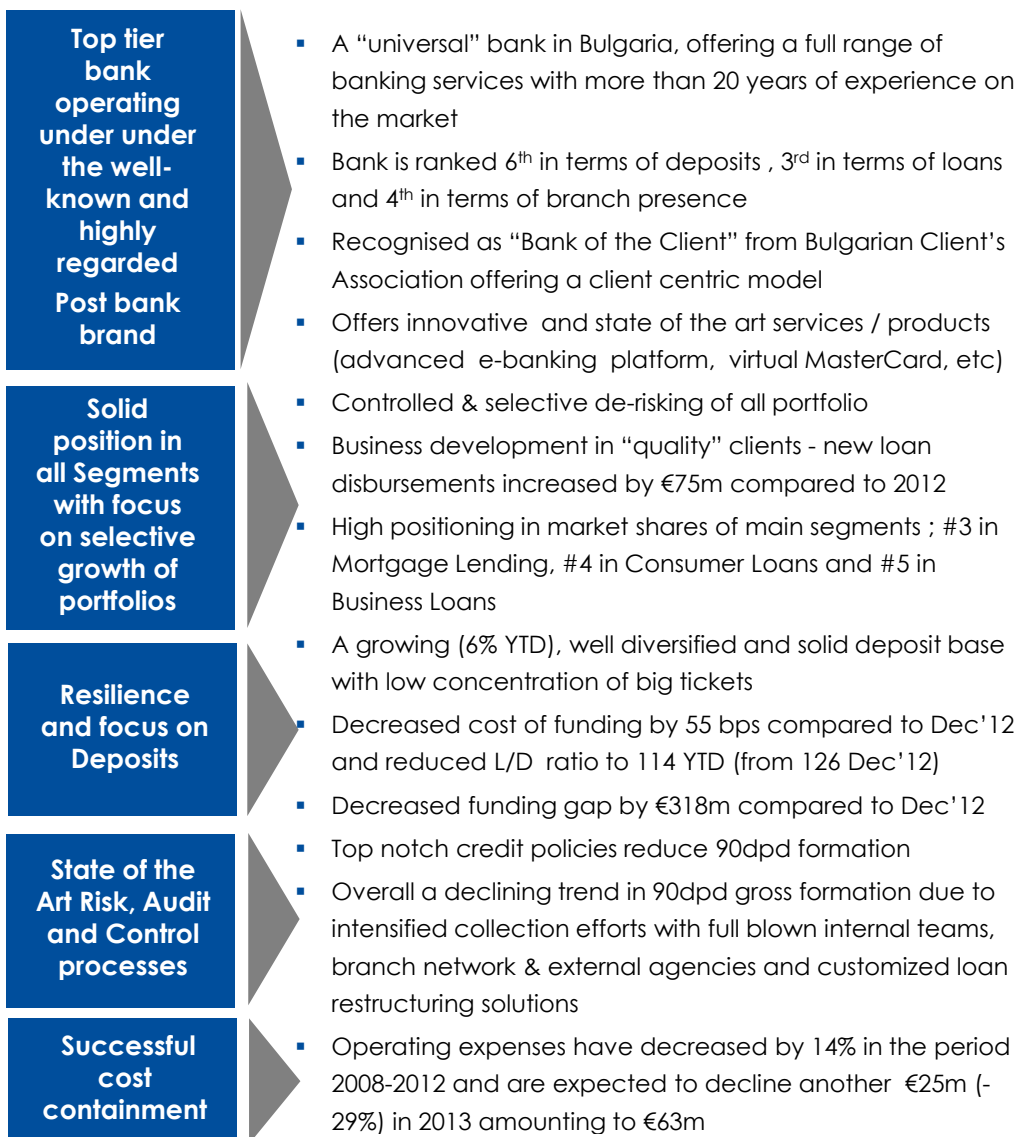 Top tier
bank
operating
under under
the well-
known and
highly
regarded
Post bank
brand
▪ A “universal” bank in Bulgaria, offering a full range of
banking services with more than 20 years of experience on
the market
▪ Bank is ranked 6th in terms of deposits , 3rd in terms of loans
and 4th in terms of branch presence
▪ Recognised as “Bank of the Client” from Bulgarian Client’s
Association offering a client centric model
▪ Offers innovative and state of the art services / products
(advanced e-banking platform, virtual MasterCard, etc)
Solid
position in
all Segments
with focus
on selective
growth of
portfolios
▪ Controlled & selective de-risking of all portfolio
▪ Business development in “quality” clients - new loan
disbursements increased by €75m compared to 2012
▪ High positioning in market shares of main segments ; #3 in
Mortgage Lending, #4 in Consumer Loans and #5 in
Business Loans
Resilience
and focus on
Deposits
▪ A growing (6% YTD), well diversified and solid deposit base
with low concentration of big tickets
▪ Decreased cost of funding by 55 bps compared to Dec’12
and reduced L/D ratio to 114 YTD (from 126 Dec’12)
▪ Decreased funding gap by €318m compared to Dec’12
State of the
Art Risk, Audit
and Control
processes
▪ Top notch credit policies reduce 90dpd formation
▪ Overall a declining trend in 90dpd gross formation due to
intensified collection efforts with full blown internal teams,
branch network & external agencies and customized loan
restructuring solutions
Successful
cost
containment
▪ Operating expenses have decreased by 14% in the period
2008-2012 and are expected to decline another €25m (-
29%) in 2013 amounting to €63m